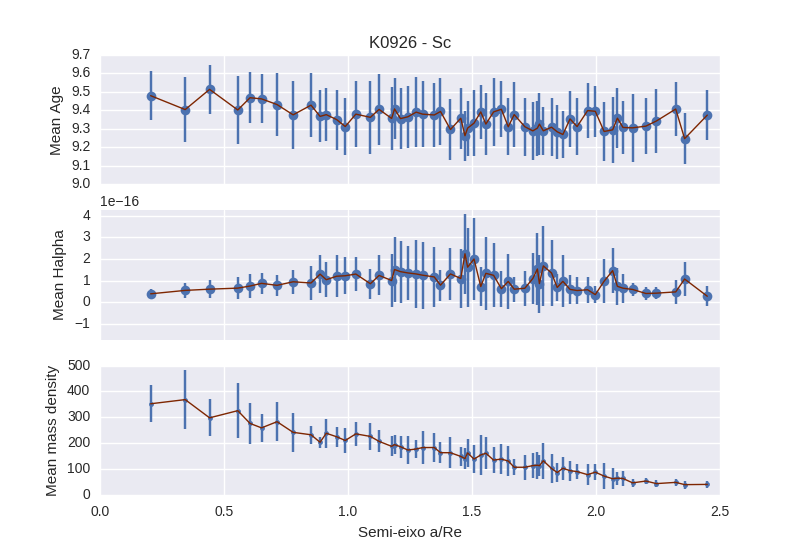 K0926 - Sc
Mean Age
9.7
9.6
9.5
9.4
9.3
9.2
9.1
9.0
1e−16
Mean Halpha
4
3
2
1
0
−1
Mean mass density
500
400
300
200
100
0
0.0 0.5 1.0 1.5 2.0 2.5
Semi-eixo a/Re